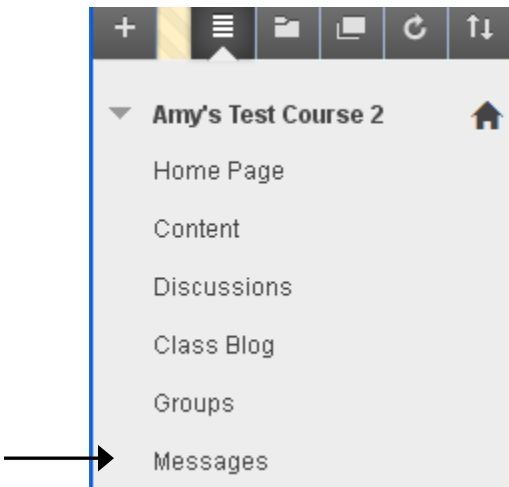 Amy's Test Course 2
Home Page
Content
Discussions
Class Blog
Groups
Messages